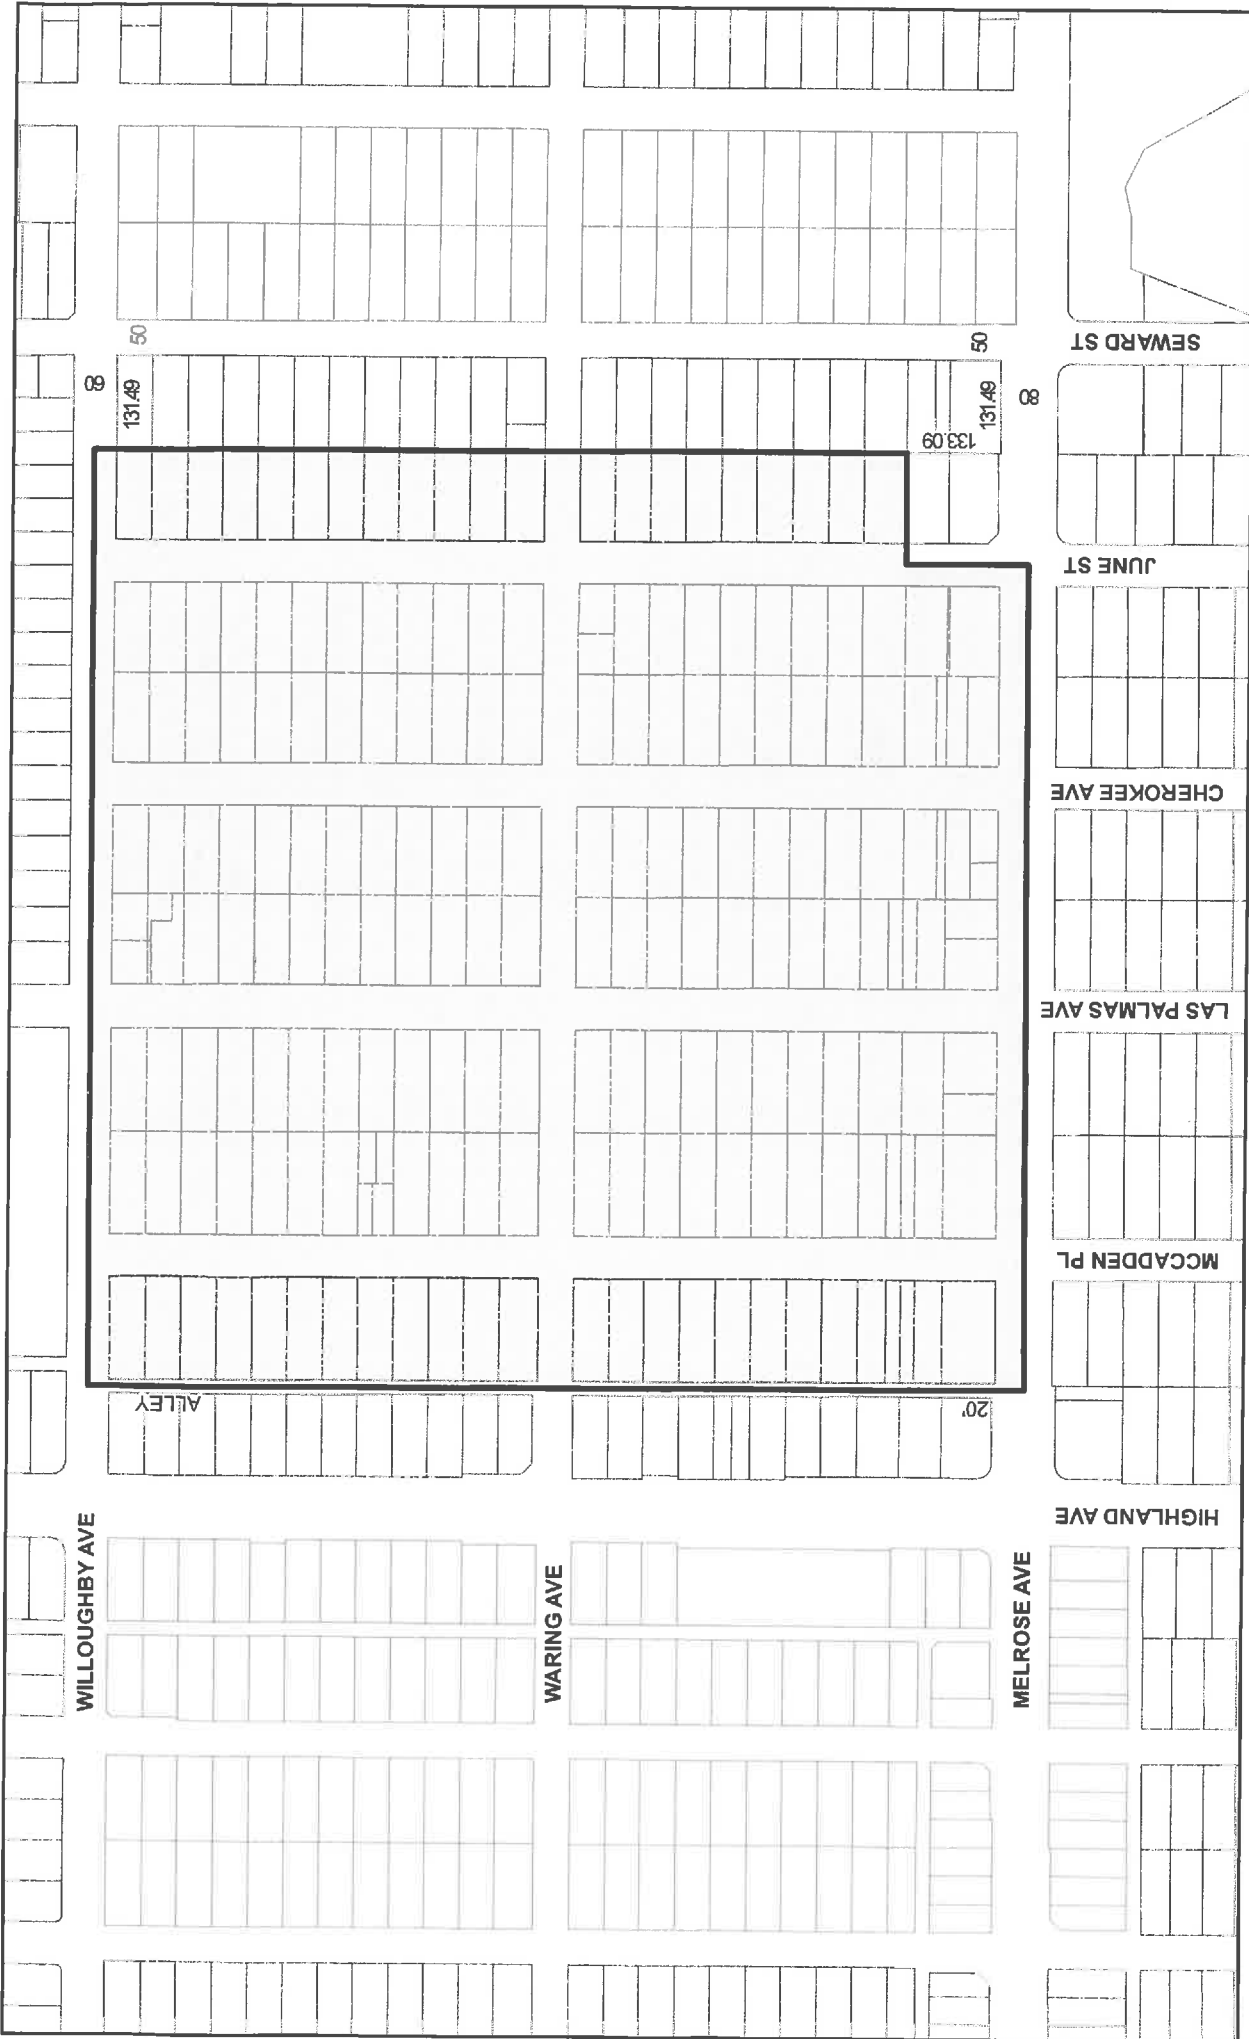 50
50
SEWARD ST
60
131.49
131.49
80
133.09
JUNE ST
CHEROKEE AVE
LAS PALMAS AVE
MCCADDEN PL
ALLEY
20'
HIGHLAND AVE
WILLOUGHBY AVE
WARING AVE
MELROSE AVE